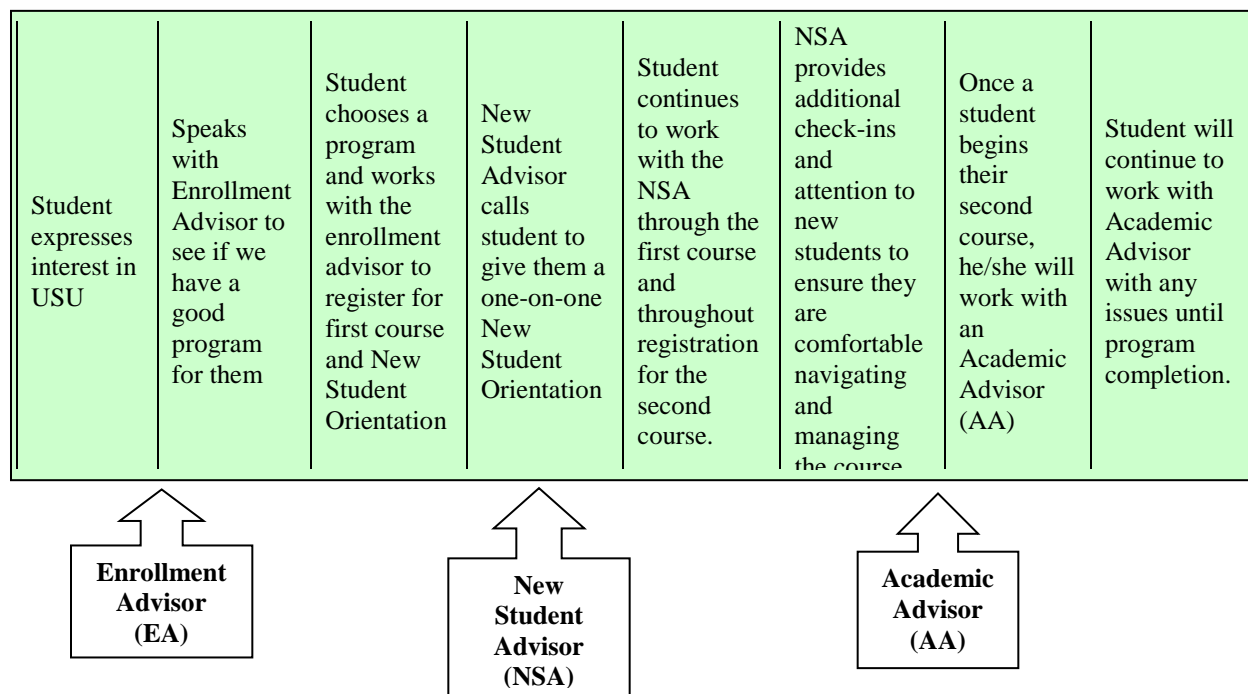 Student
expresses
interest in
USU
Speaks
with
Enrollment
Advisor to
see if we
have a
good
program
for them
Student
chooses a
program
and works
with the
enrollment
advisor to
register for
first course
and New
Student
Orientation
New
Student
Advisor
calls
student to
give them a
one-on-one
New
Student
Orientation
Student
continues
to work
with the
NSA
through the
first course
and
throughout
registration
for the
second
course.
NSA
provides
additional
check-ins
and
attention to
new
students to
ensure they
are
comfortable
navigating
and
managing
the course
Once a
student
begins
their
second
course,
he/she will
work with
an
Academic
Advisor
(AA)
Student will
continue to
work with
Academic
Advisor
with any
issues until
program
completion.
Enrollment
Advisor
(EA)
New
Student
Advisor
(NSA)
Academic
Advisor
(AA)